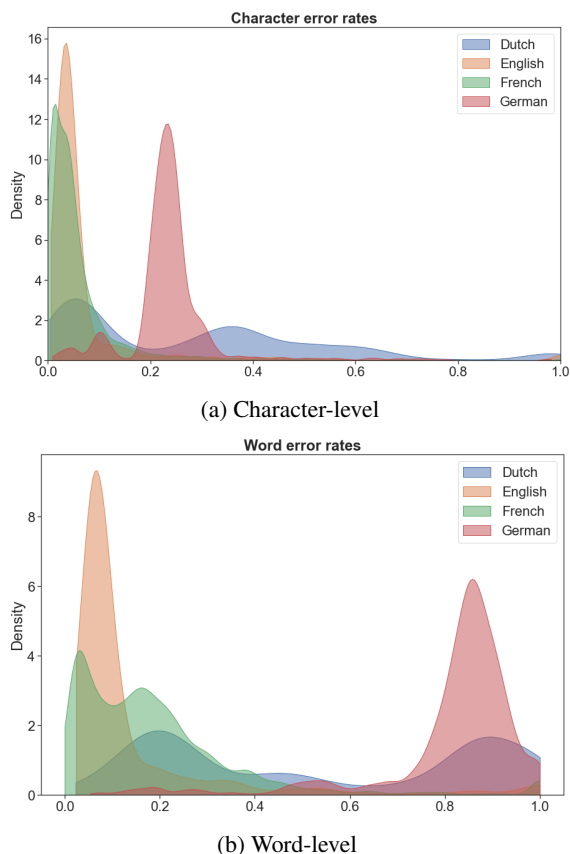 Character error rates
16
14
12
10
8
6
4
2
0
Density
Dutch
English
French
German
0.0 0.2 0.4 0.6 0.8 1.0
(a) Character-level
Word error rates
8
6
4
2
0
Density
Dutch
English
French
German
0.0 0.2 0.4 0.6 0.8 1.0
(b) Word-level